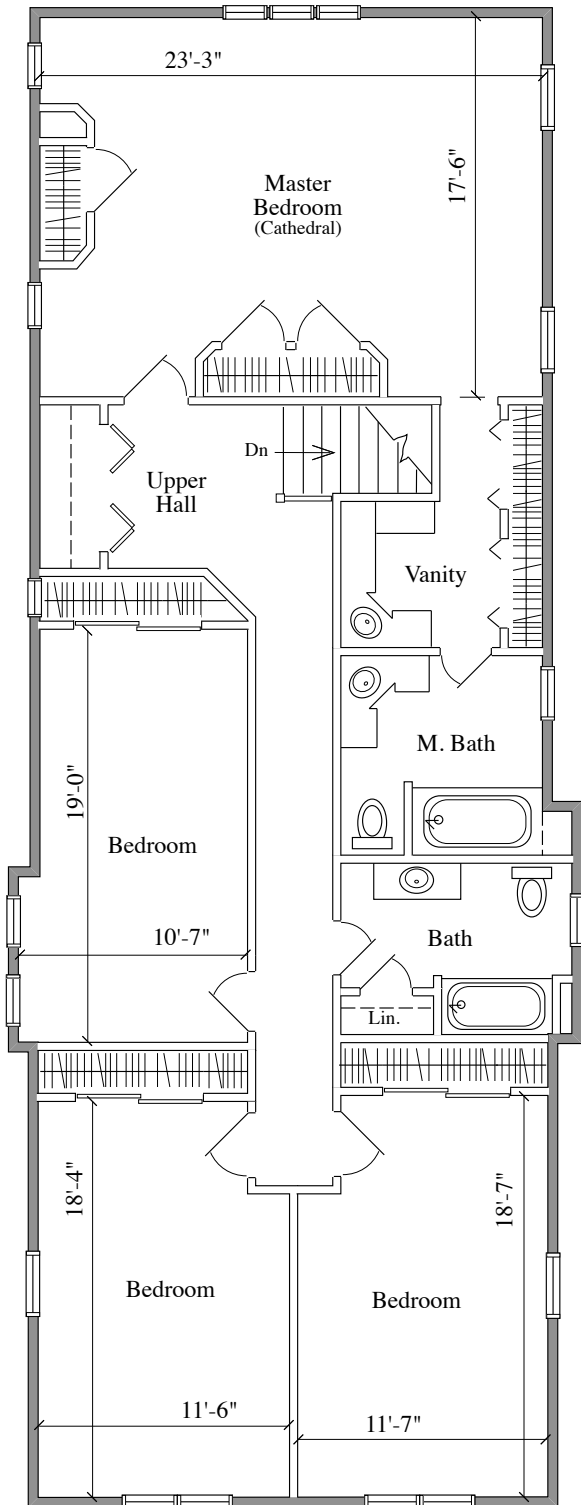 23'-3"
17'-6"
Master
Bedroom
(Cathedral)
Dn
Upper
Hall
Vanity
M. Bath
19'-0"
Bedroom
10'-7"
Bath
Lin.
18'-4"
18'-7"
Bedroom
Bedroom
11'-6"
11'-7"